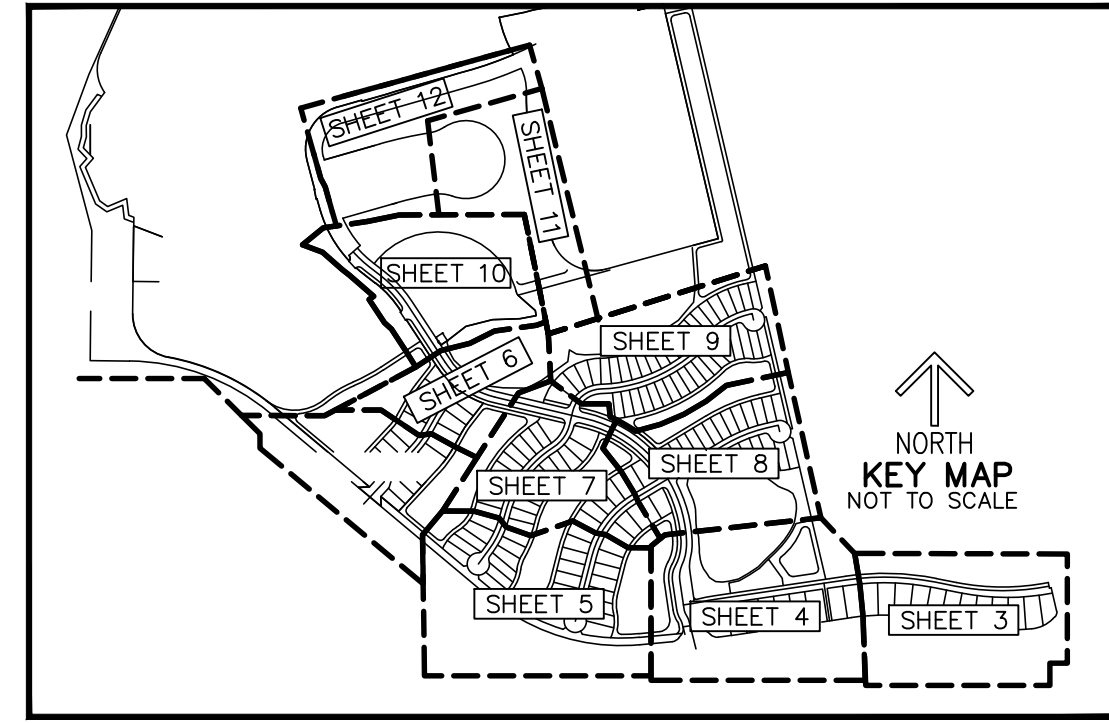 SHEET 12
SHEET 11
SHEET 10
SHEET 9
SHEET 6
NORTH
KEY MAP
NOT TO SCALE
SHEET 8
SHEET 7
SHEET 5
SHEET 4
SHEET 3